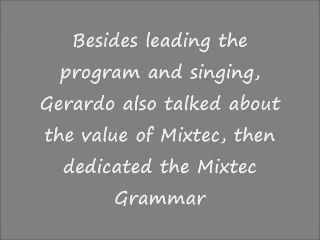 Besides leading the
program and singing,
Gerardo also talked about
the value of Mixtec, then
dedicated the Mixtec
Grammar